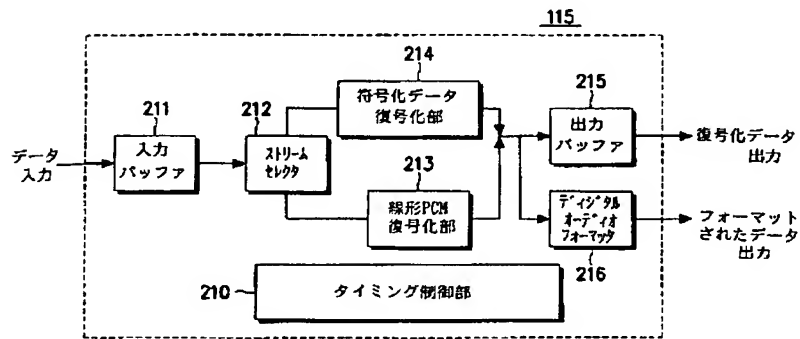 115
214
符号化データ
復号化部
215
出力
バッファ
復号化データ
出力
211
入力
バッファ
212
ストリーム
セレクタ
データ
入力
213
線形PCM
復号化部
ディジタル
オーディオ
フォーマッタ
216
フォーマット
されたデータ
出力
210
タイミング制御部